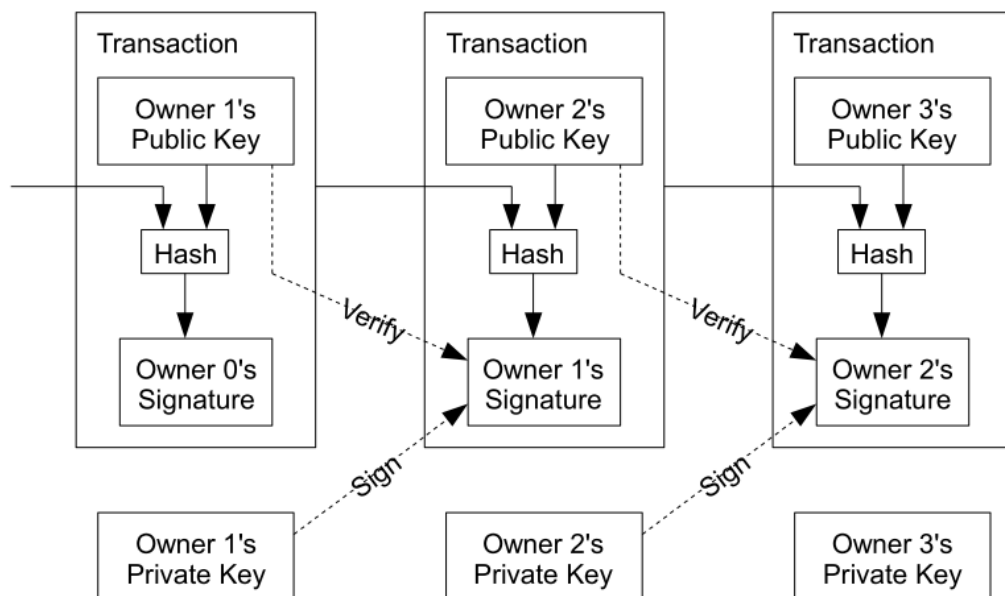 Transaction
Owner 1's
Public Key
Hash
Verify
Owner 0's
Signature
Transaction
Owner 2's
Public Key
Hash
Verify
Owner 1's
Signature
Transaction
Owner 3's
Public Key
Hash
Owner 2's
Signature
Sign
Sign
Owner 1's
Private Key
Owner 2's
Private Key
Owner 3's
Private Key